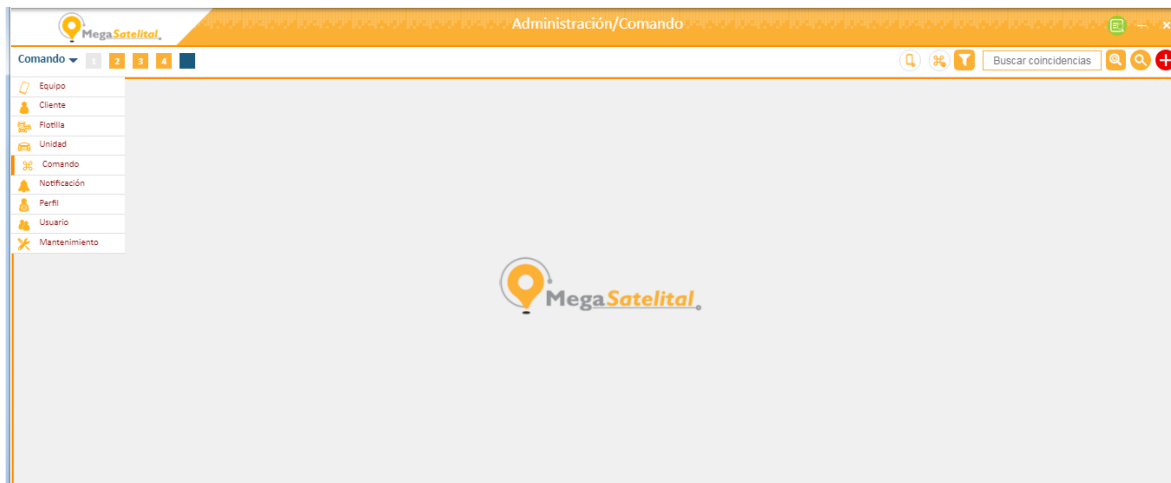 MegaSatelital
Administración/Comando
Comando 1 2 3 4
Buscar coincidencias
Equipo
Cliente
Flotilla
Unidad
Comando
Notificación
Perfil
Usuario
Mantenimiento
MegaSatelital